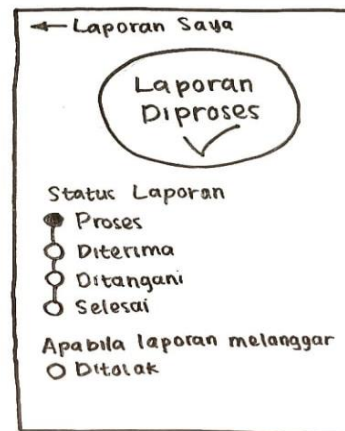 ← Laporan Saya
Laporan
Diproses
Status Laporan
Proses
Diterima
Ditangani
Selesai
Apabila laporan melanggar
Ditolak